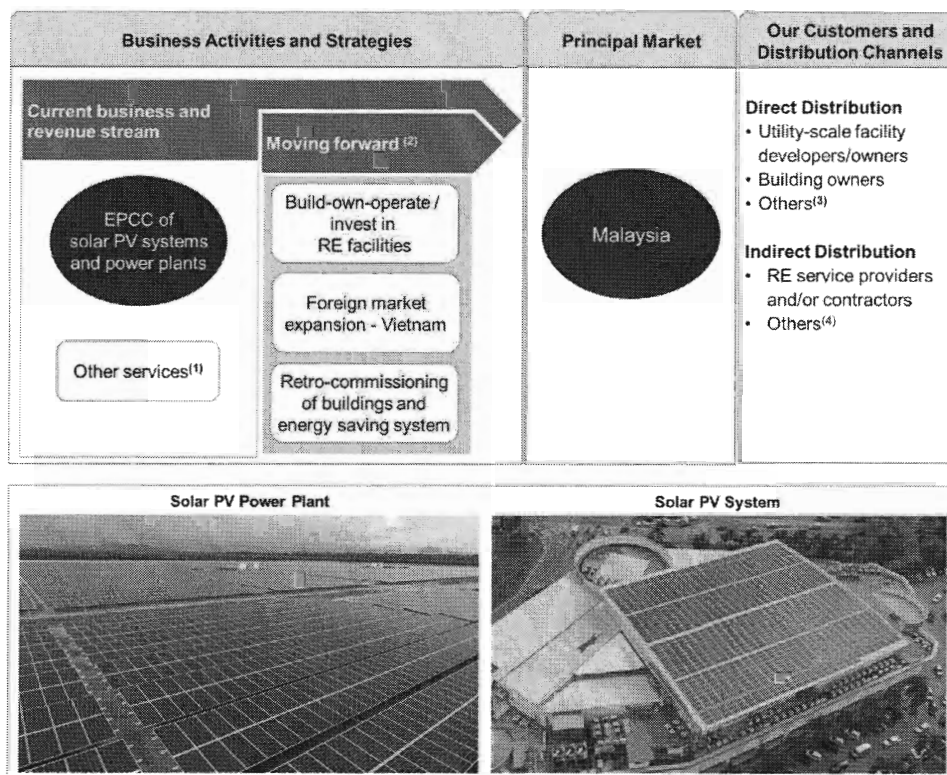 Business Activities and Strategies
Principal Market
Our Customers and
Distribution Channels
Current business and
revenue stream
Moving forward (2)
EPCC of
solar PV systems
and power plants
Other services(1)
Build-own-operate /
invest in
RE facilities
Foreign market
expansion - Vietnam
Retro-commissioning
of buildings and
energy saving system
Malaysia
Direct Distribution
• Utility-scale facility
developers/owners
• Building owners
• Others(3)
Indirect Distribution
• RE service providers
and/or contractors
• Others(4)
Solar PV Power Plant
Solar PV System